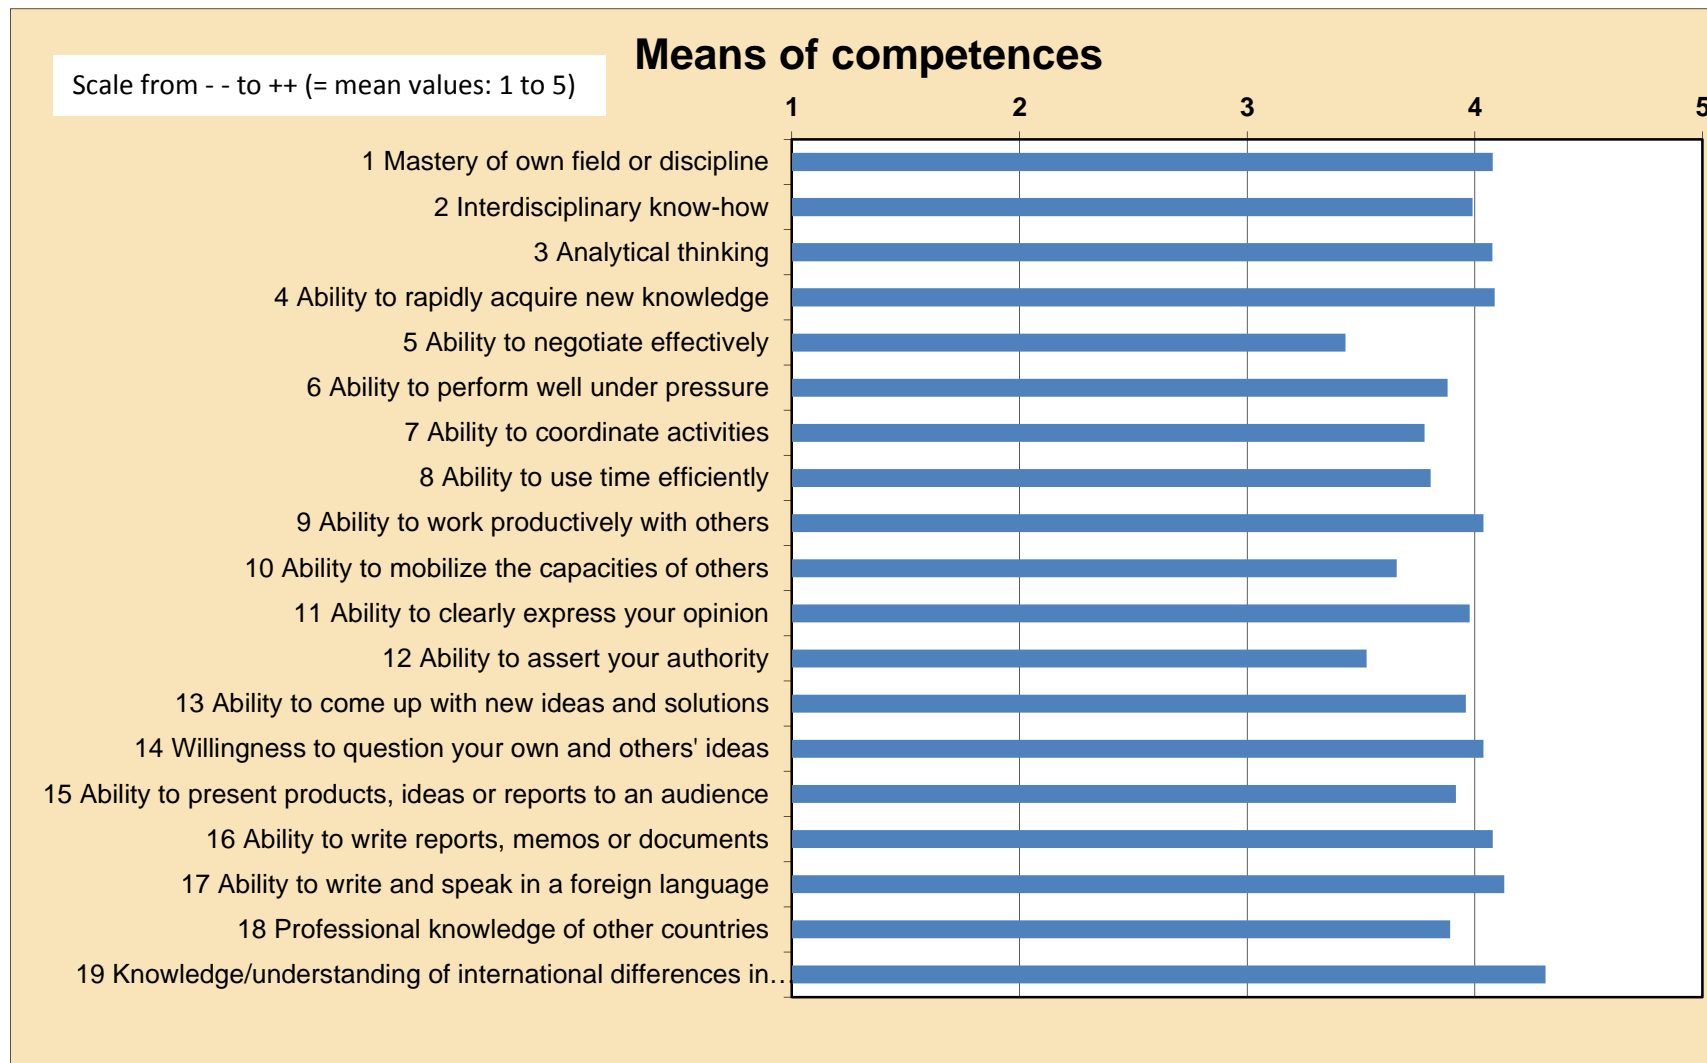 Means of competences
Scale from - - to ++ (= mean values: 1 to 5)
1 2 3 4 5
1 Mastery of own field or discipline
2 Interdisciplinary know-how
3 Analytical thinking
4 Ability to rapidly acquire new knowledge
5 Ability to negotiate effectively
6 Ability to perform well under pressure
7 Ability to coordinate activities
8 Ability to use time efficiently
9 Ability to work productively with others
10 Ability to mobilize the capacities of others
11 Ability to clearly express your opinion
12 Ability to assert your authority
13 Ability to come up with new ideas and solutions
14 Willingness to question your own and others' ideas
15 Ability to present products, ideas or reports to an audience
16 Ability to write reports, memos or documents
17 Ability to write and speak in a foreign language
18 Professional knowledge of other countries
19 Knowledge/understanding of international differences in…